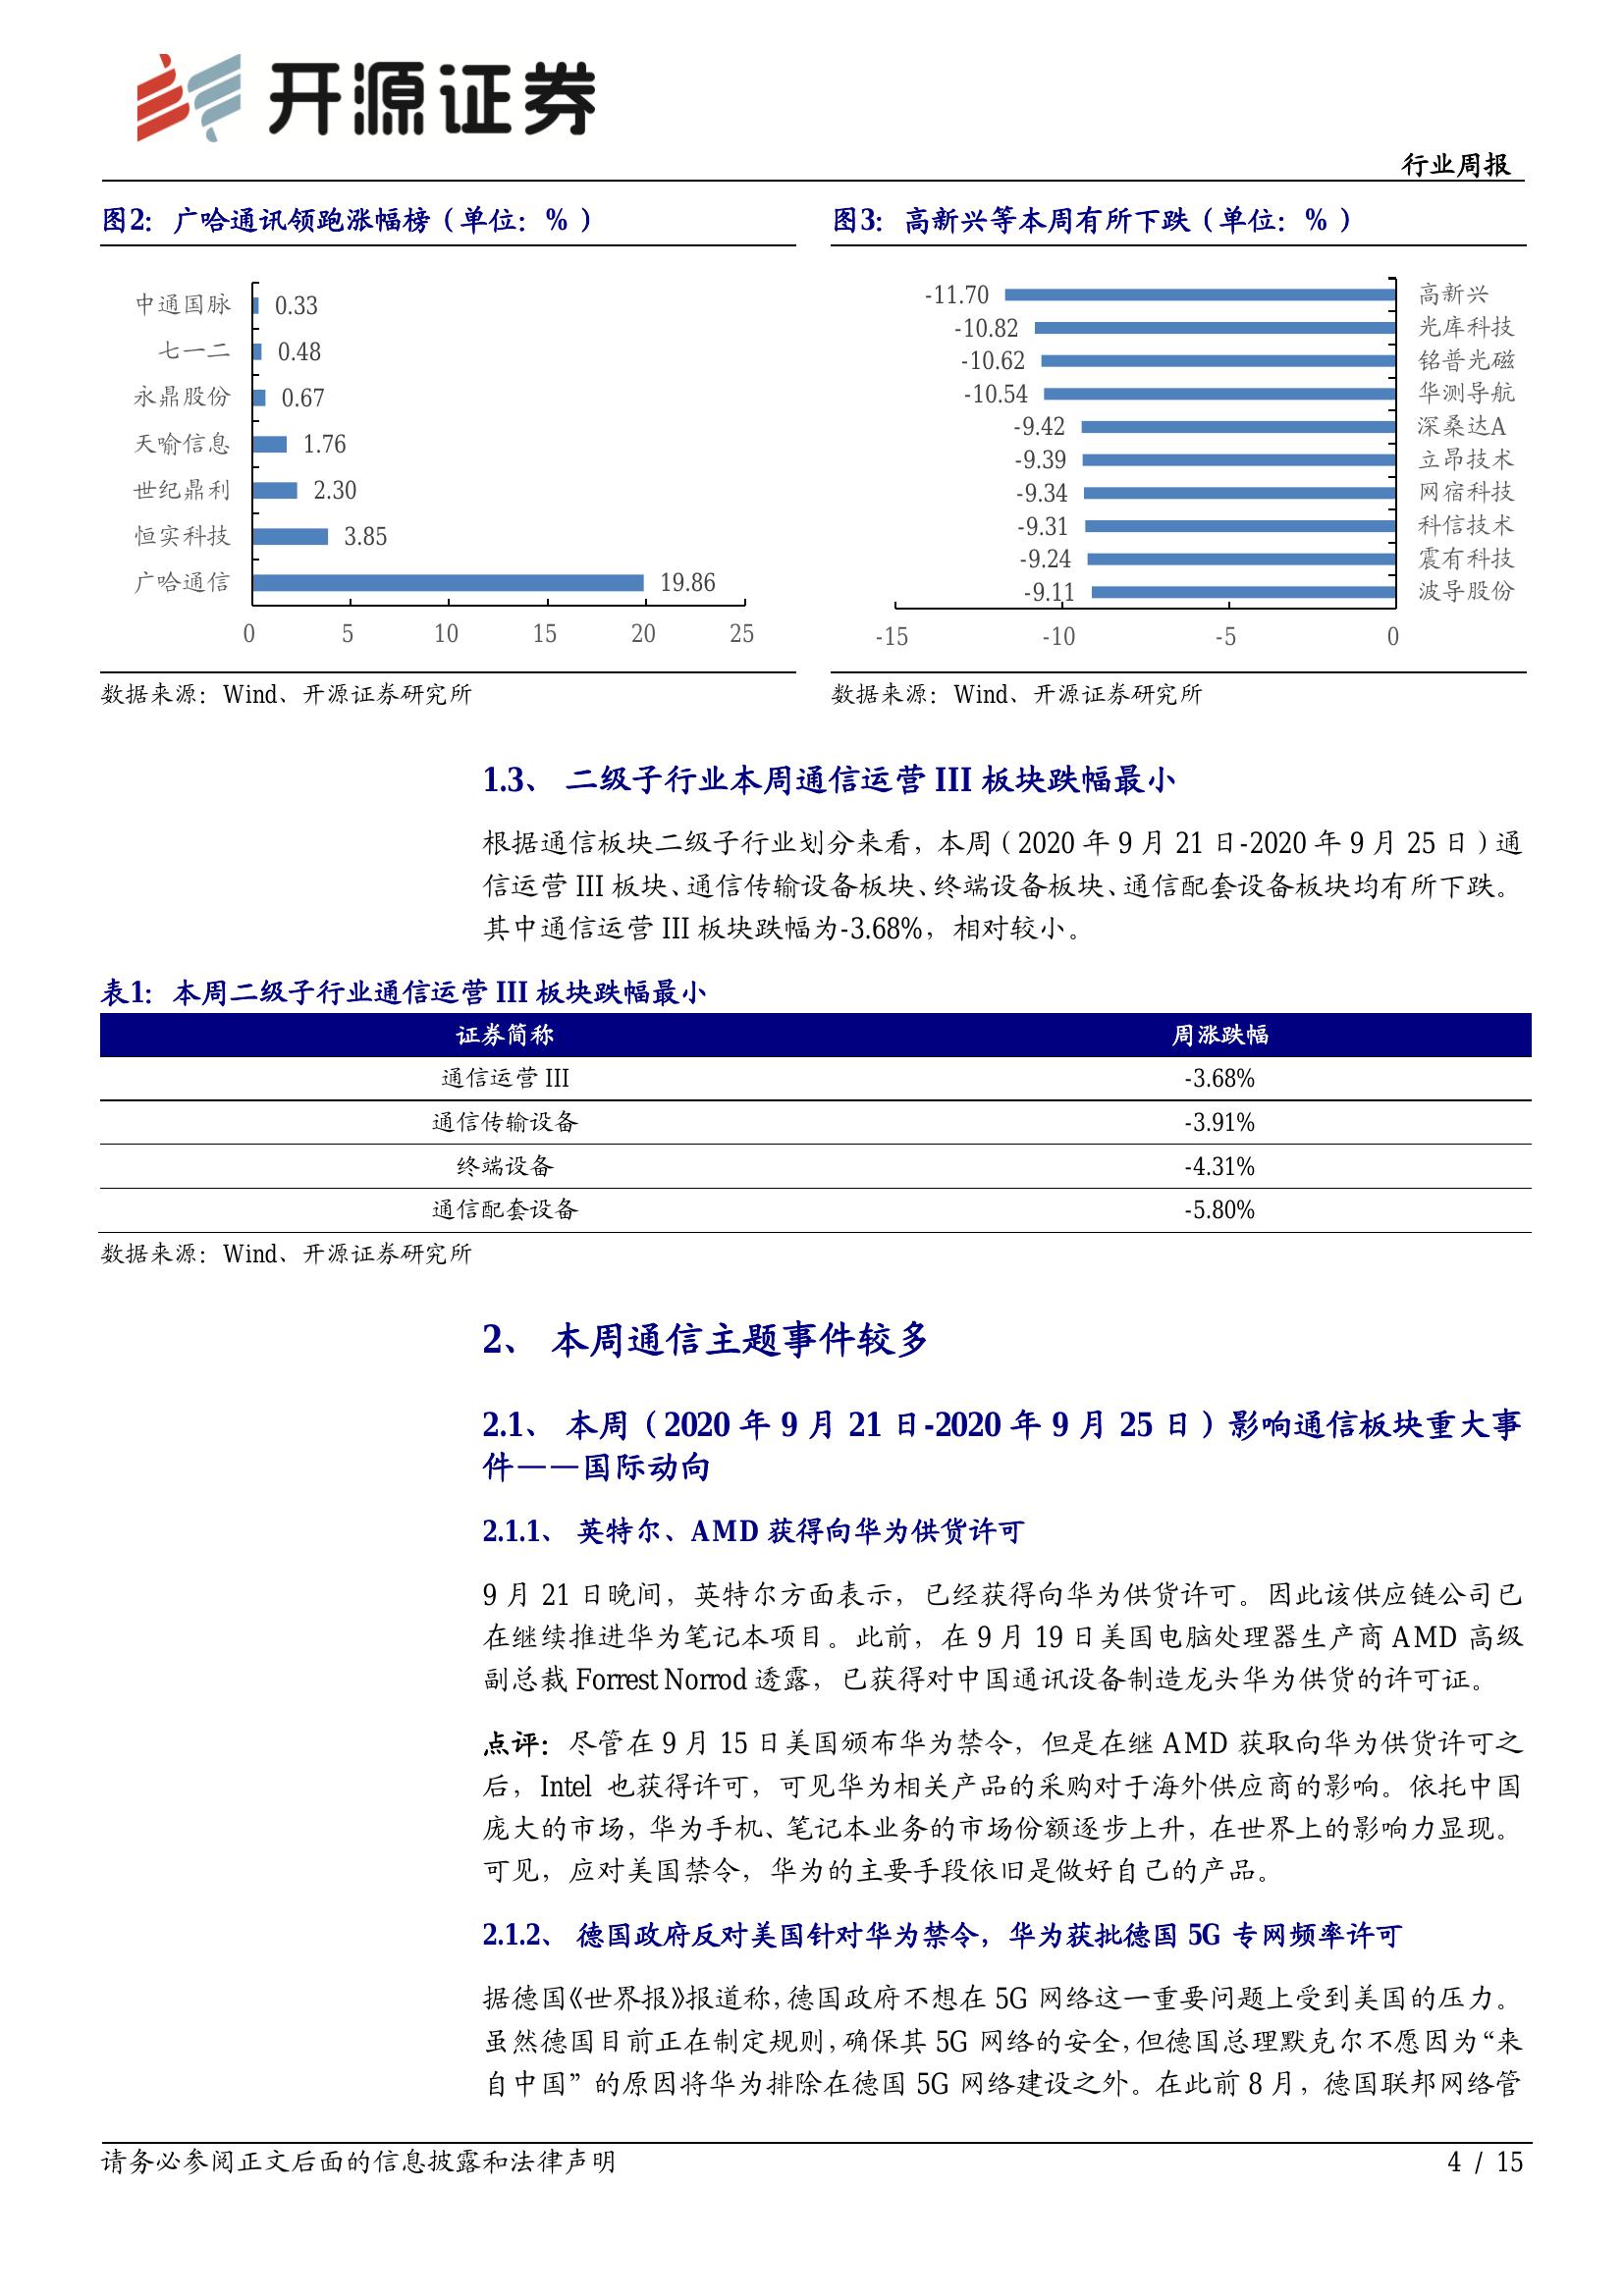 开源证券
行业周报
图2: 广哈通讯领跑涨幅榜(单位:%)
中通国脉 0.33
七一二 0.48
永鼎股份 0.67
天喻信息 1.76
世纪鼎利 2.30
恒实科技 3.85
广哈通信 19.86
0 5 10 15 20 25
数据来源:Wind、开源证券研究所
图3: 高新兴等本周有所下跌(单位:%)
-11.70 高新兴
-10.82 光库科技
-10.62 铭普光磁
-10.54 华测导航
-9.42 深桑达A
-9.39 立昂技术
-9.34 网宿科技
-9.31 科信技术
-9.24 震有科技
-9.11 波导股份
-15 -10 -5 0
数据来源:Wind、开源证券研究所
1.3、 二级子行业本周通信运营 III 板块跌幅最小
根据通信板块二级子行业划分来看,本周(2020 年 9 月 21 日-2020 年 9 月 25 日)通
信运营 III 板块、通信传输设备板块、终端设备板块、通信配套设备板块均有所下跌。
其中通信运营 III 板块跌幅为-3.68%,相对较小。
表1: 本周二级子行业通信运营 III 板块跌幅最小
证券简称 周涨跌幅
通信运营 III -3.68%
通信传输设备 -3.91%
终端设备 -4.31%
通信配套设备 -5.80%
数据来源:Wind、开源证券研究所
2、 本周通信主题事件较多
2.1、 本周(2020 年 9 月 21 日-2020 年 9 月 25 日)影响通信板块重大事
件——国际动向
2.1.1、 英特尔、AMD 获得向华为供货许可
9 月 21 日晚间,英特尔方面表示,已经获得向华为供货许可。因此该供应链公司已
在继续推进华为笔记本项目。此前,在 9 月 19 日美国电脑处理器生产商 AMD 高级
副总裁 Forrest Norrod 透露,已获得对中国通讯设备制造龙头华为供货的许可证。
点评:尽管在 9 月 15 日美国颁布华为禁令,但是在继 AMD 获取向华为供货许可之
后,Intel 也获得许可,可见华为相关产品的采购对于海外供应商的影响。依托中国
庞大的市场,华为手机、笔记本业务的市场份额逐步上升,在世界上的影响力显现。
可见,应对美国禁令,华为的主要手段依旧是做好自己的产品。
2.1.2、 德国政府反对美国针对华为禁令,华为获批德国 5G 专网频率许可
据德国《世界报》报道称,德国政府不想在 5G 网络这一重要问题上受到美国的压力。
虽然德国目前正在制定规则,确保其 5G 网络的安全,但德国总理默克尔不愿因为“来
自中国”的原因将华为排除在德国 5G 网络建设之外。在此前 8 月,德国联邦网络管
请务必参阅正文后面的信息披露和法律声明
4 / 15